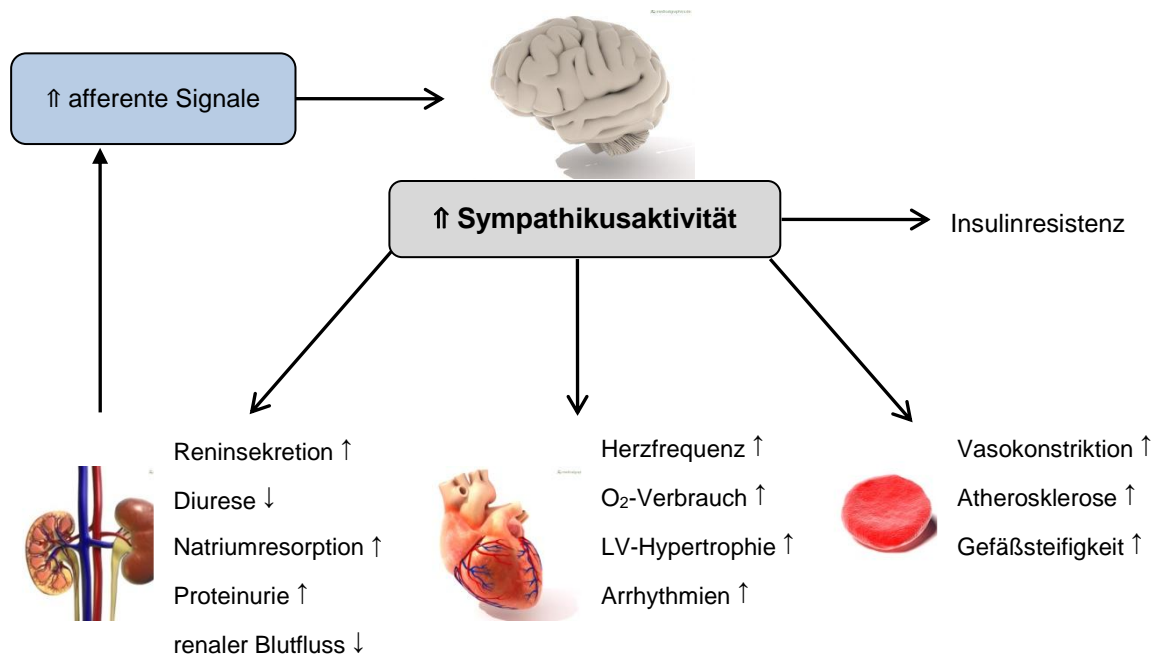 ⇑ afferente Signale
⇑ Sympathikusaktivität
Insulinresistenz
Reninsekretion ↑
Diurese ↓
Natriumresorption ↑
Proteinurie ↑
renaler Blutfluss ↓
Herzfrequenz ↑
O₂-Verbrauch ↑
LV-Hypertrophie ↑
Arrhythmien ↑
Vasokonstriktion ↑
Atherosklerose ↑
Gefäßsteifigkeit ↑